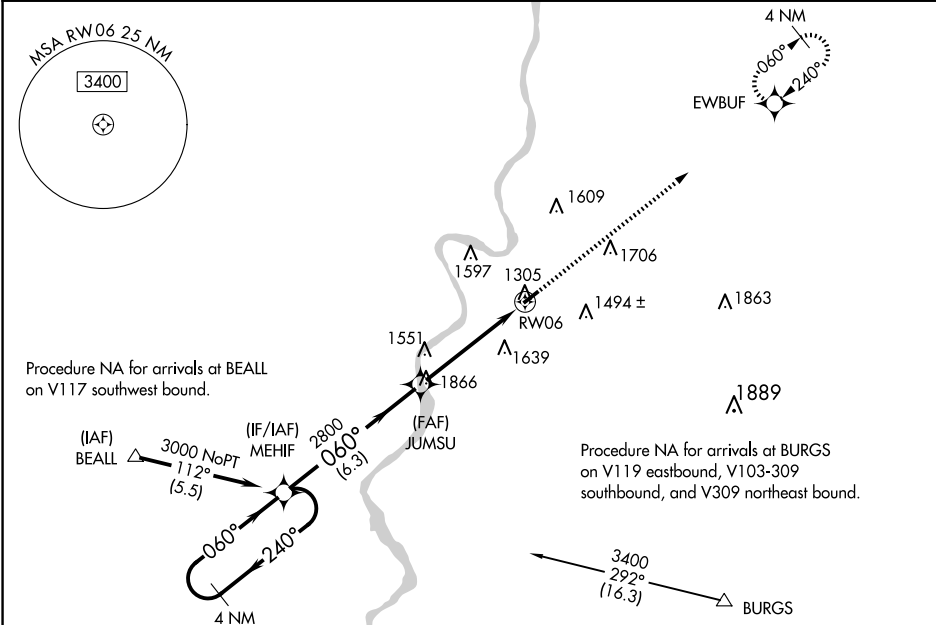 MSA RW06 25 NM
3400
4 NM
060°
240°
EWBUF
1609
1597
1706
1305
RW06
1494 ±
1863
1551
1639
1866
1889
Procedure NA for arrivals at BEALL
on V117 southwest bound.
(FAF)
JUMSU
(IF/IAF)
MEHIF
2800
060°
(6.3)
(IAF)
BEALL
3000 NoPT
112°
(5.5)
Procedure NA for arrivals at BURGS
on V119 eastbound, V103-309
southbound, and V309 northeast bound.
060°
240°
4 NM
3400
292°
(16.3)
BURGS